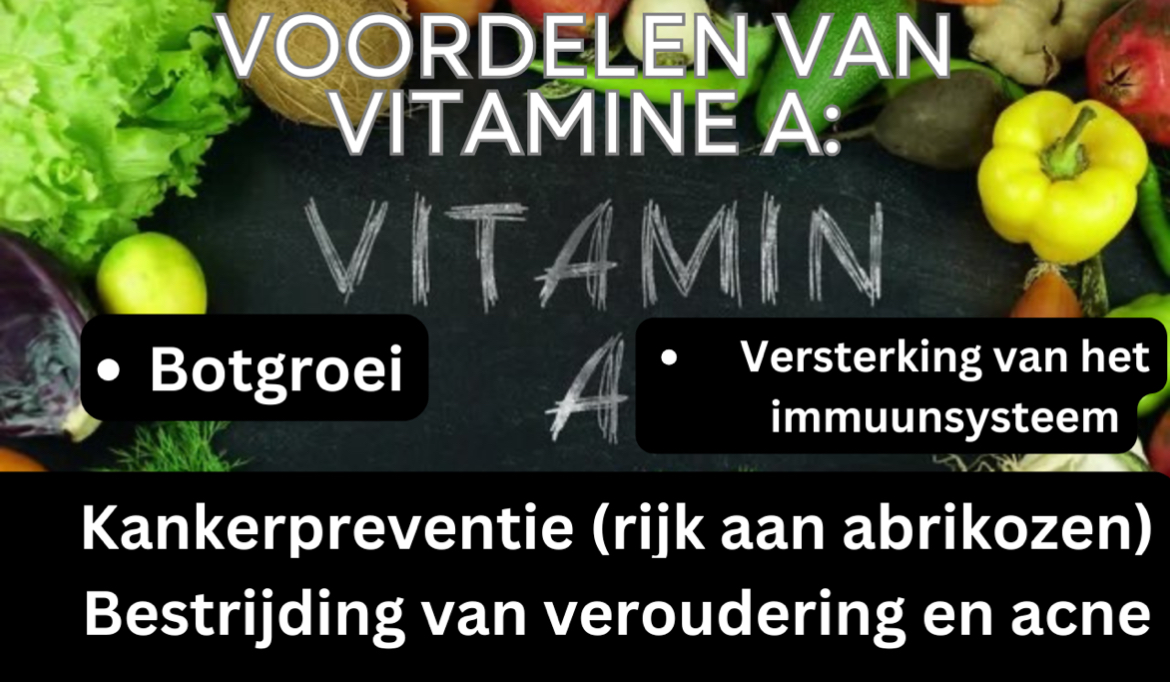 VOORDELEN VAN
VITAMINE A:
VITAMIN
A
• Botgroei
• Versterking van het
immuunsysteem
Kankerpreventie (rijk aan abrikozen)
Bestrijding van veroudering en acne